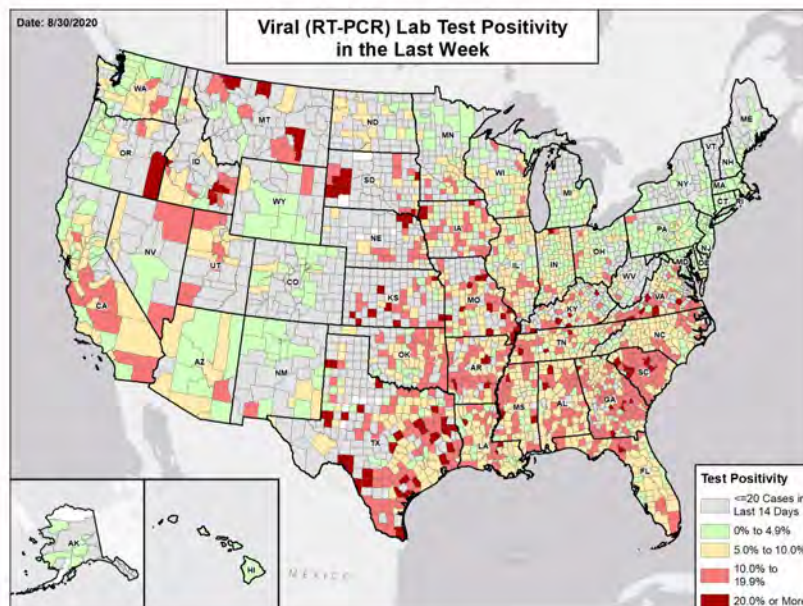 Date: 8/30/2020
Viral (RT-PCR) Lab Test Positivity
in the Last Week
WA
MT
ND
MN
ME
OR
ID
SD
WI
VT
NH
WY
MI
NY
MA
CT
RI
IA
NE
PA
NJ
NV
UT
CO
IL
IN
OH
MD
DE
WV
CA
KS
MO
KY
VA
TN
NC
AZ
NM
OK
AR
SC
MS
AL
GA
TX
LA
FL
AK
HI
MEXICO
Test Positivity
<=20 Cases in
Last 14 Days
0% to 4.9%
5.0% to 10.0%
10.0% to
19.9%
20.0% or More